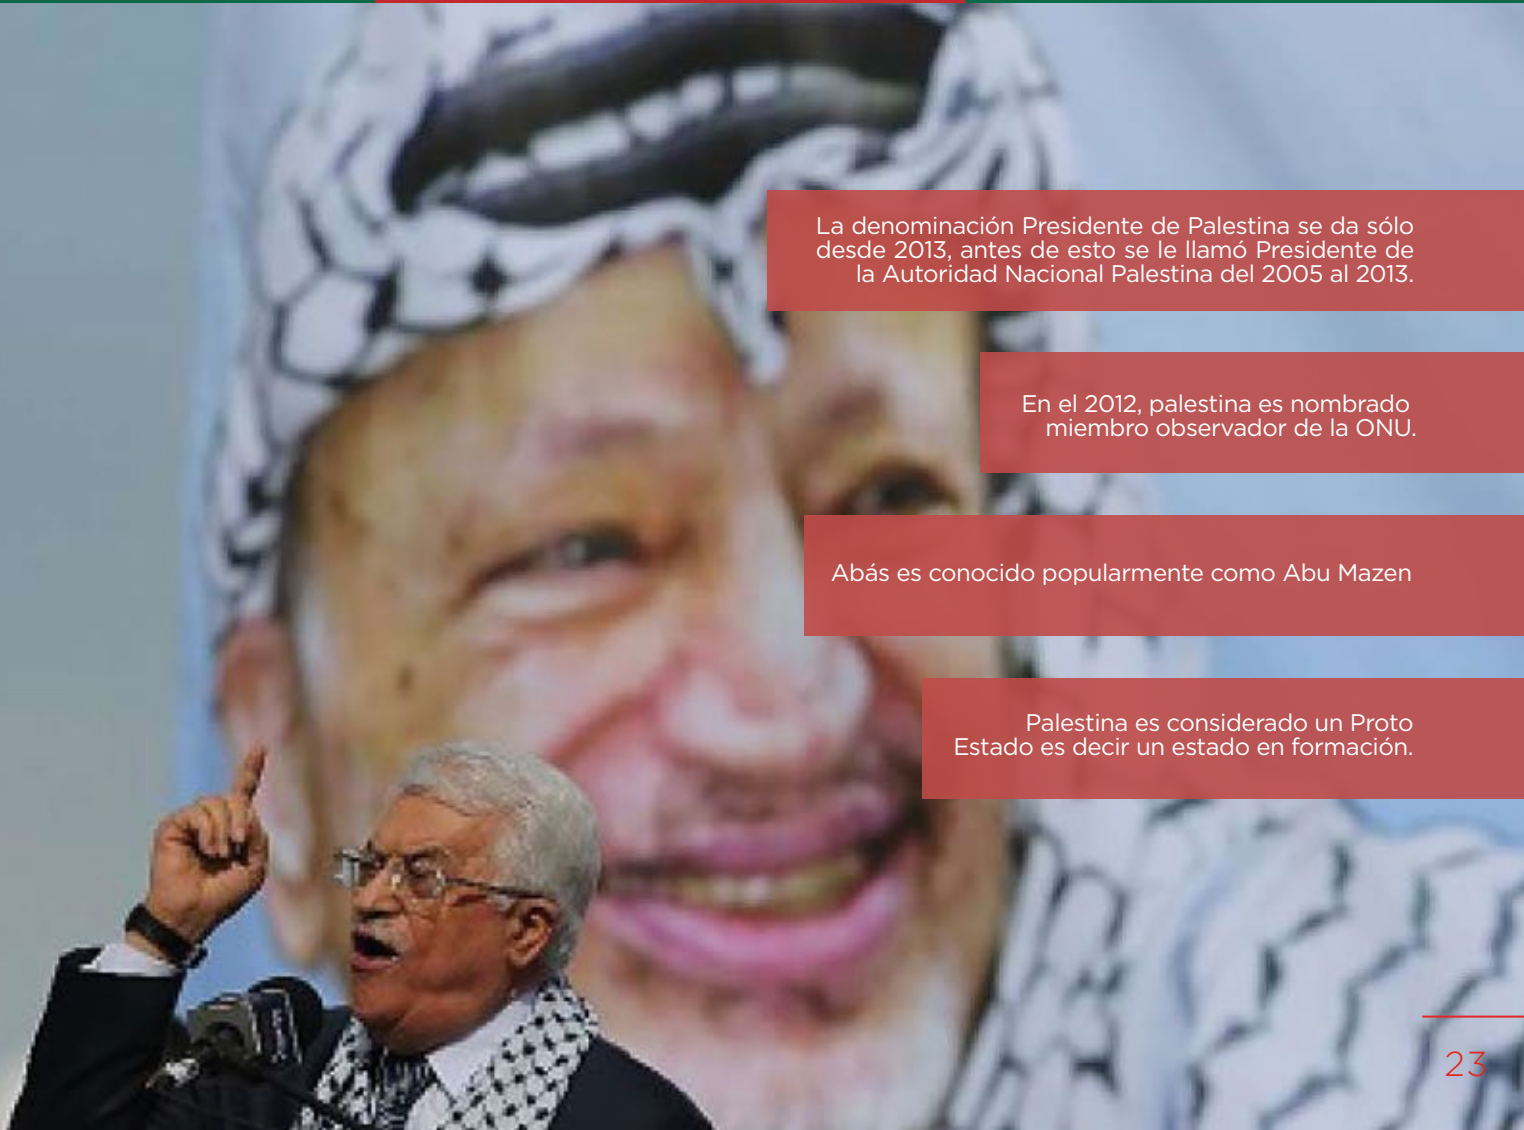 La denominación Presidente de Palestina se da sólo
desde 2013, antes de esto se le llamó Presidente de
la Autoridad Nacional Palestina del 2005 al 2013.
En el 2012, palestina es nombrado
miembro observador de la ONU.
Abás es conocido popularmente como Abu Mazen
Palestina es considerado un Proto
Estado es decir un estado en formación.
23